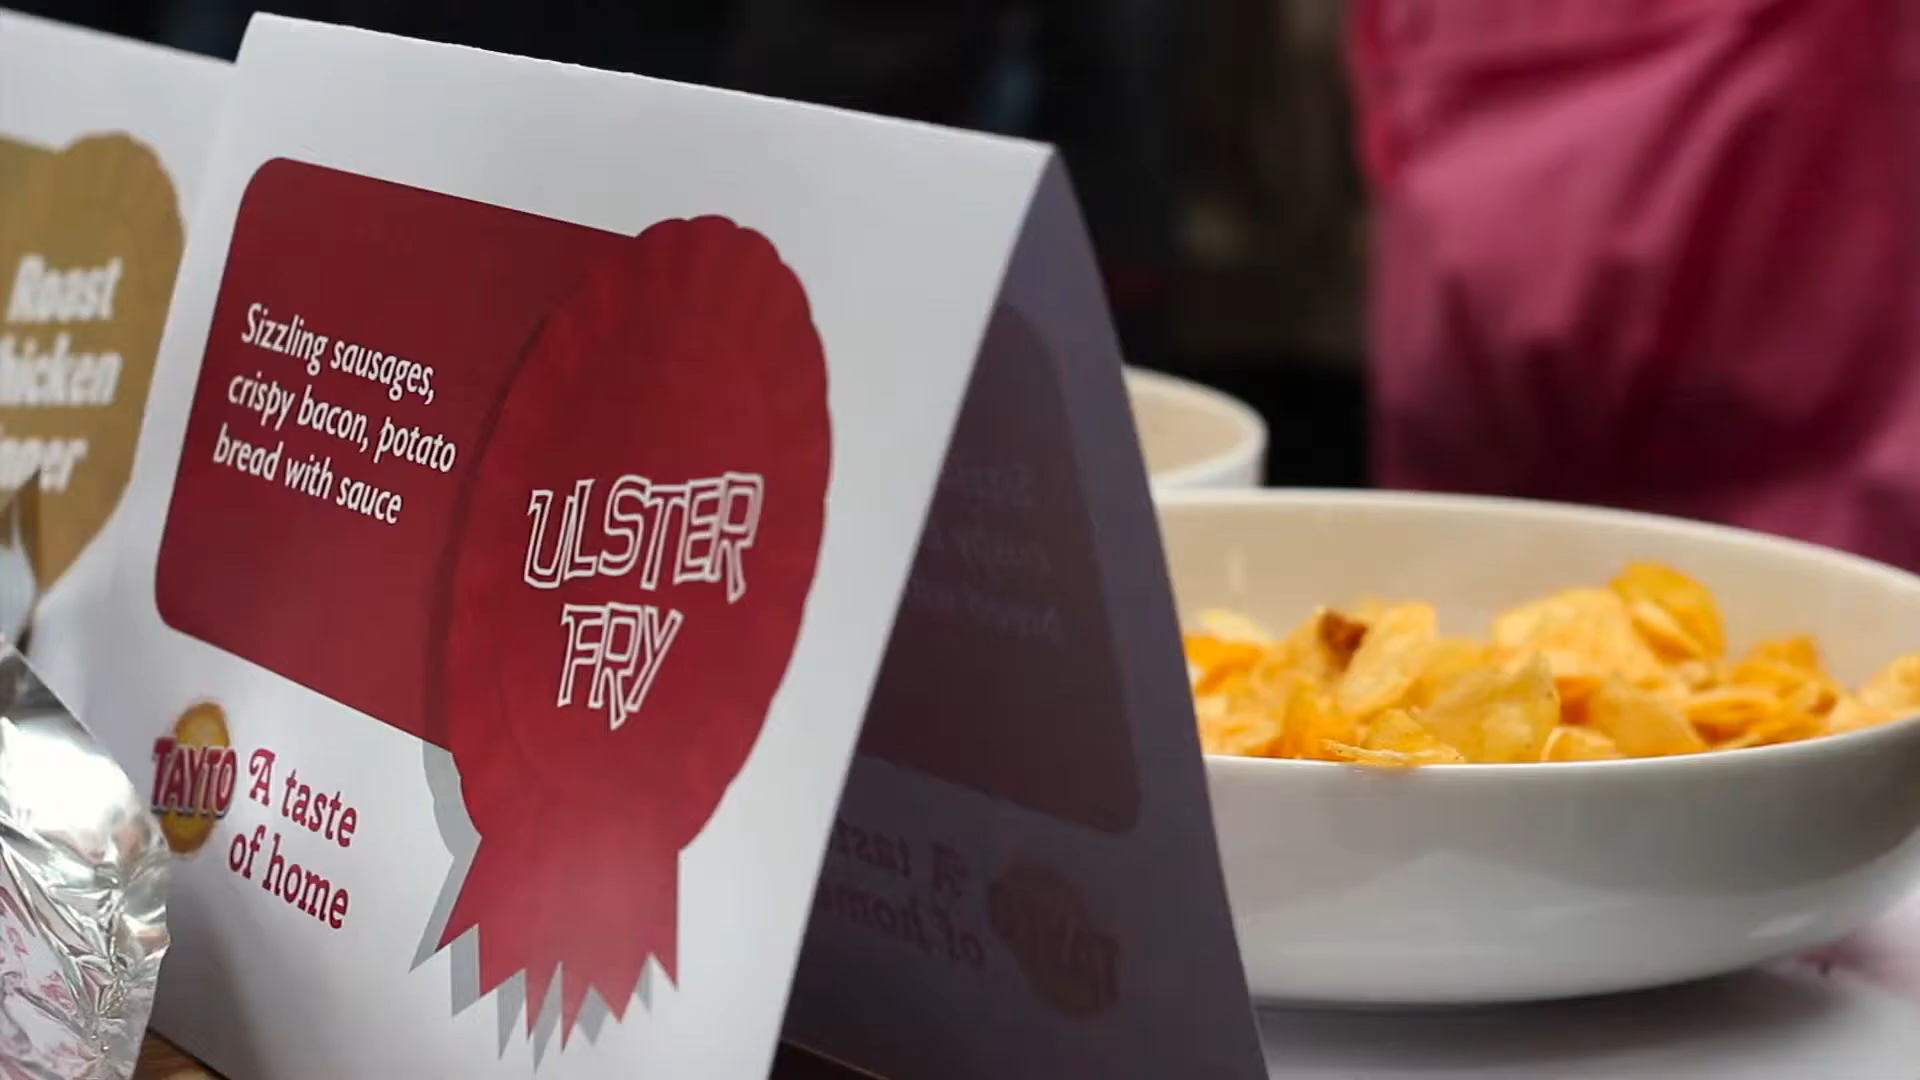 Roast
hicken
nner
Sizzling sausages,
crispy bacon, potato
bread with sauce
ULSTER
FRY
TAYTO
A taste
of home